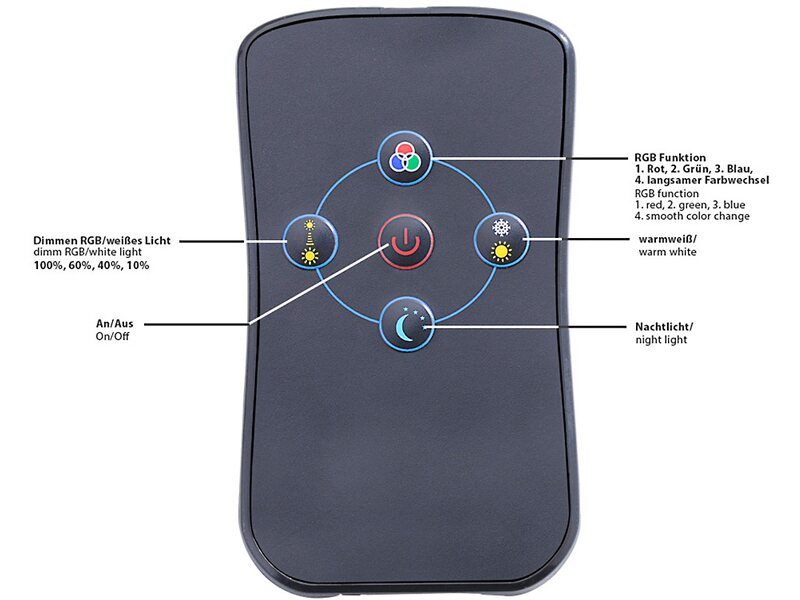 RGB Funktion
1. Rot, 2. Grün, 3. Blau,
4. langsamer Farbwechsel
RGB function
1. red, 2. green, 3. blue
4. smooth color change
Dimmen RGB/weißes Licht
dimm RGB/white light
100%, 60%, 40%, 10%
warmweiß/
warm white
An/Aus
On/Off
Nachtlicht/
night light